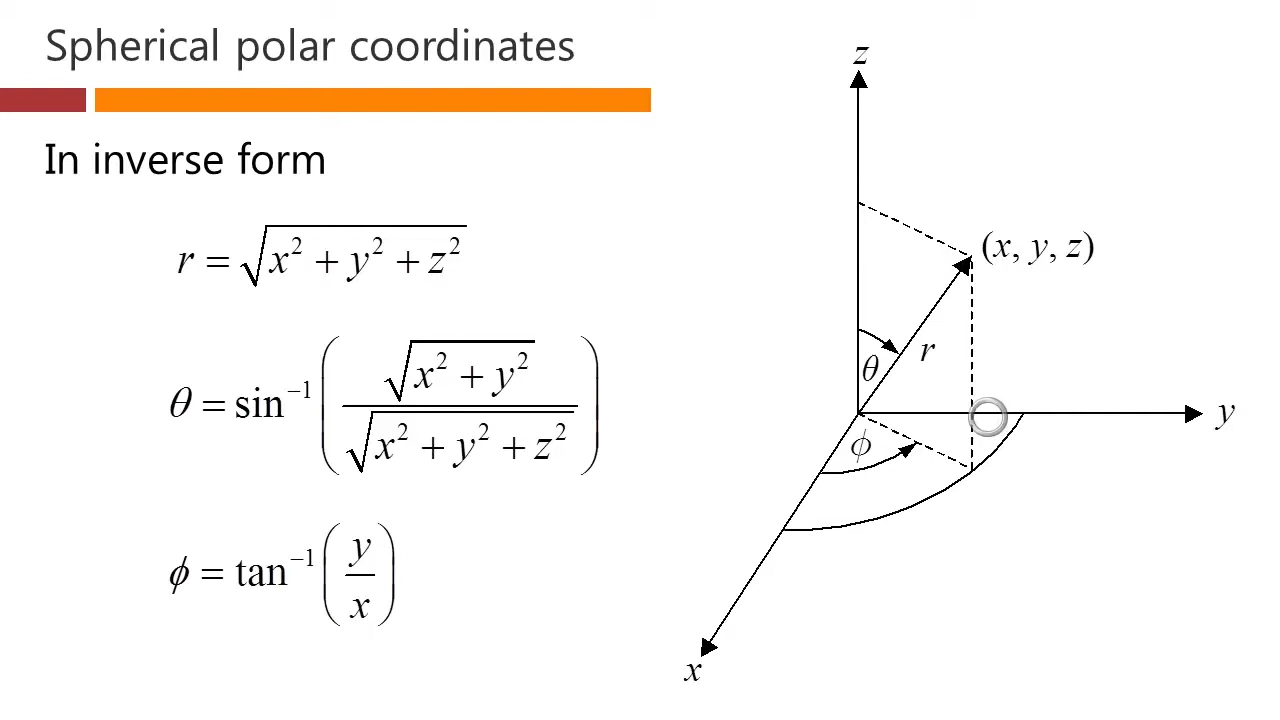 Spherical polar coordinates
In inverse form
r = √(x² + y² + z²)
θ = sin⁻¹(√(x² + y²) / √(x² + y² + z²))
ϕ = tan⁻¹(y / x)
z
(x, y, z)
r
θ
y
ϕ
x